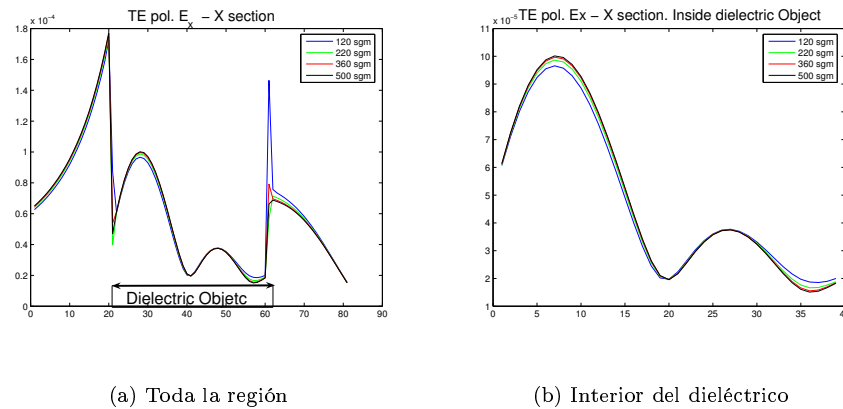 TE pol. Eₓ − X section
x 10⁻⁴
1.8
1.6
1.4
1.2
1
0.8
0.6
0.4
0.2
0
0 10 20 30 40 50 60 70 80 90
120 sgm
220 sgm
360 sgm
500 sgm
Dielectric Objetc
(a) Toda la región
TE pol. Ex − X section. Inside dielectric Object
x 10⁻⁵
11
10
9
8
7
6
5
4
3
2
1
0 5 10 15 20 25 30 35 40
120 sgm
220 sgm
360 sgm
500 sgm
(b) Interior del dieléctrico